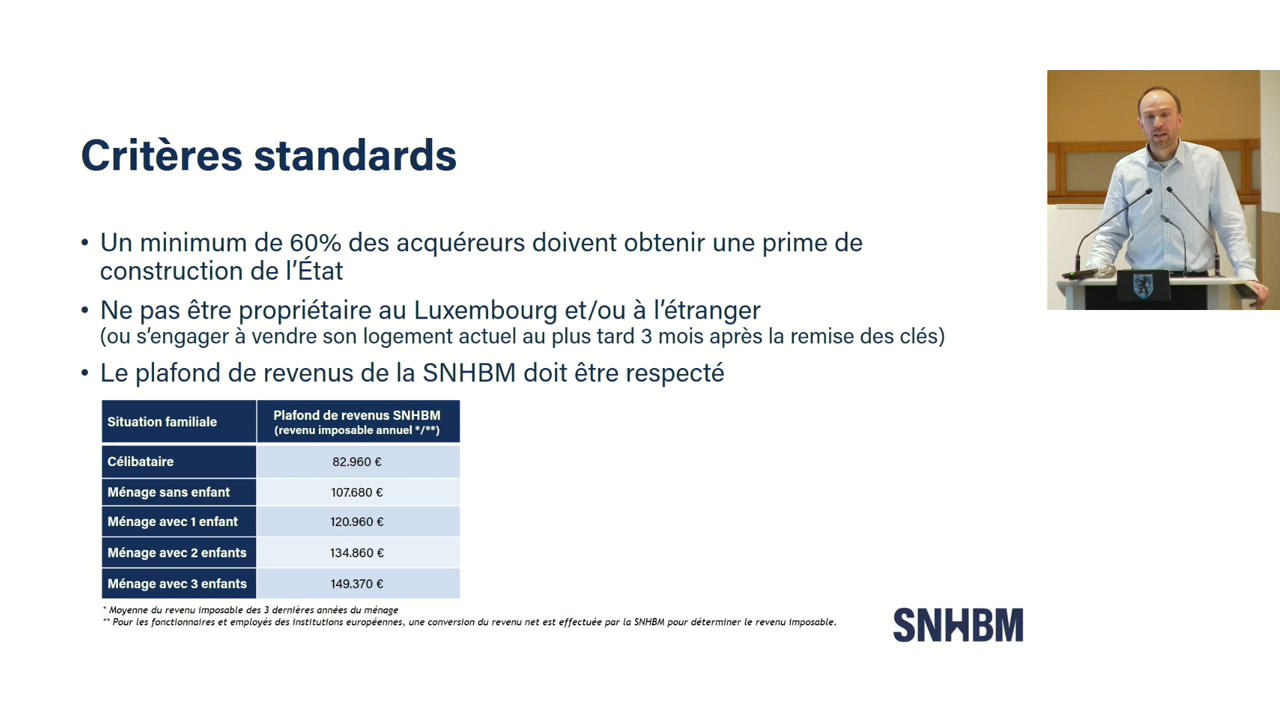 Critères standards
• Un minimum de 60% des acquéreurs doivent obtenir une prime de
construction de l'État
• Ne pas être propriétaire au Luxembourg et/ou à l'étranger
(ou s'engager à vendre son logement actuel au plus tard 3 mois après la remise des clés)
• Le plafond de revenus de la SNHBM doit être respecté
Situation familiale
Plafond de revenus SNHBM
(revenu imposable annuel */**)
Célibataire 82.960 €
Ménage sans enfant 107.680 €
Ménage avec 1 enfant 120.960 €
Ménage avec 2 enfants 134.860 €
Ménage avec 3 enfants 149.370 €
* Moyenne du revenu imposable des 3 dernières années du ménage
** Pour les fonctionnaires et employés des institutions européennes, une conversion du revenu net est effectuée par la SNHBM pour déterminer le revenu imposable.
SNHBM